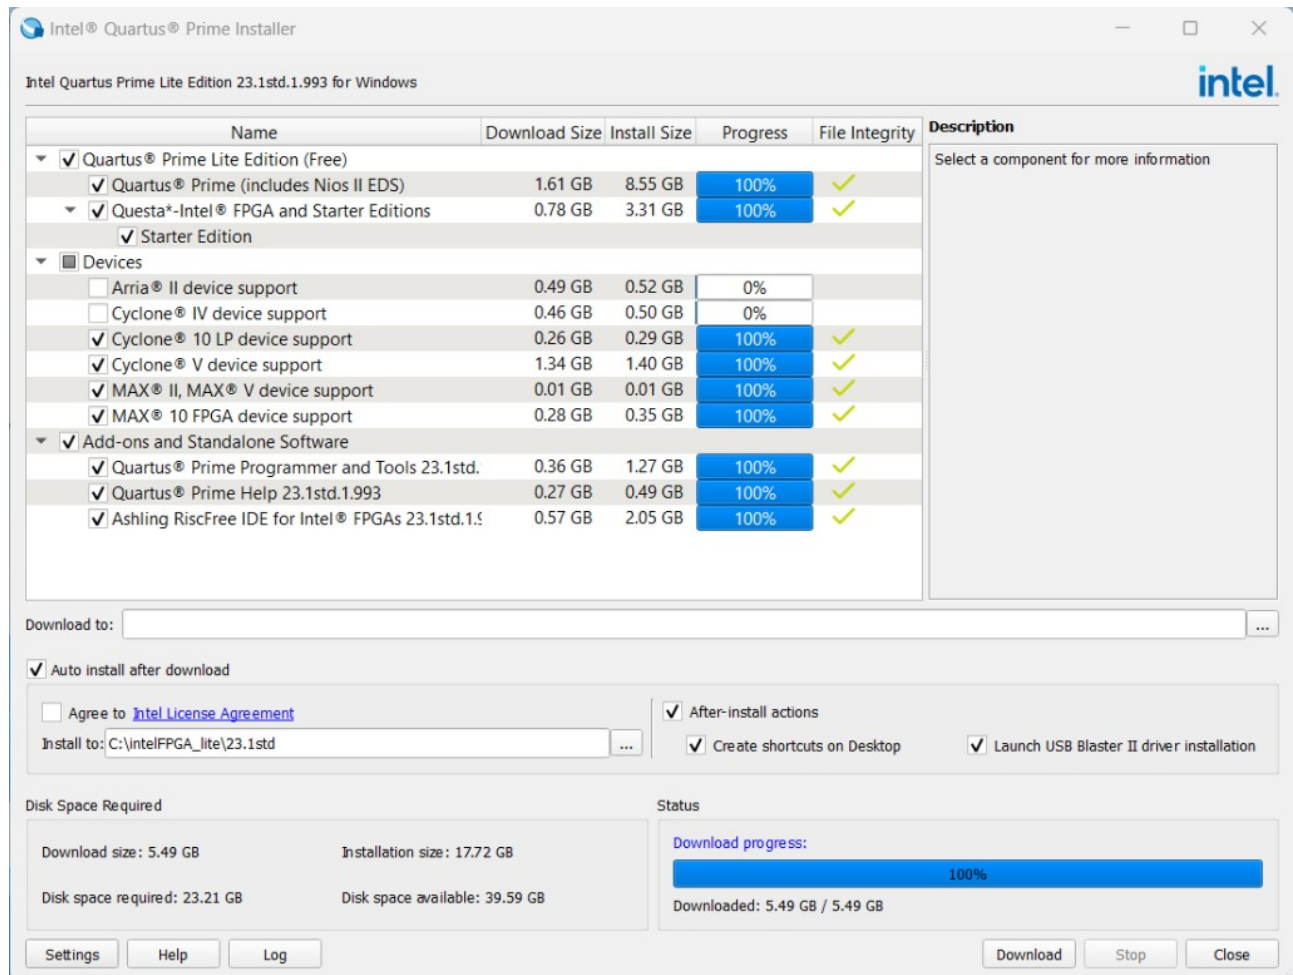 Intel® Quartus® Prime Installer
Intel Quartus Prime Lite Edition 23.1std.1.993 for Windows
intel.
Name Download Size Install Size Progress File Integrity
Quartus® Prime Lite Edition (Free)
Quartus® Prime (includes Nios II EDS) 1.61 GB 8.55 GB 100%
Questa*-Intel® FPGA and Starter Editions 0.78 GB 3.31 GB 100%
Starter Edition
Devices
Arria® II device support 0.49 GB 0.52 GB 0%
Cyclone® IV device support 0.46 GB 0.50 GB 0%
Cyclone® 10 LP device support 0.26 GB 0.29 GB 100%
Cyclone® V device support 1.34 GB 1.40 GB 100%
MAX® II, MAX® V device support 0.01 GB 0.01 GB 100%
MAX® 10 FPGA device support 0.28 GB 0.35 GB 100%
Add-ons and Standalone Software
Quartus® Prime Programmer and Tools 23.1std. 0.36 GB 1.27 GB 100%
Quartus® Prime Help 23.1std.1.993 0.27 GB 0.49 GB 100%
Ashling RiscFree IDE for Intel® FPGAs 23.1std.1.9 0.57 GB 2.05 GB 100%
Description
Select a component for more information
Download to: ...
Auto install after download
Agree to Intel License Agreement
Install to: C:\intelFPGA_lite\23.1std ...
After-install actions
Create shortcuts on Desktop Launch USB Blaster II driver installation
Disk Space Required
Download size: 5.49 GB Installation size: 17.72 GB
Disk space required: 23.21 GB Disk space available: 39.59 GB
Status
Download progress:
100%
Downloaded: 5.49 GB / 5.49 GB
Settings Help Log Download Stop Close